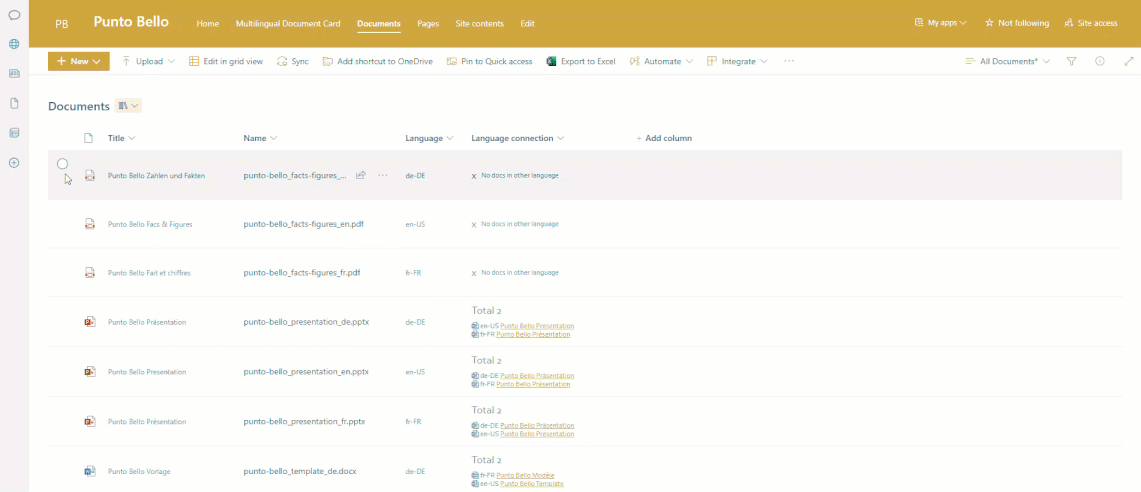 PB Punto Bello Home Multilingual Document Card Documents Pages Site contents Edit My apps Not following Site access
New Upload Edit in grid view Sync Add shortcut to OneDrive Pin to Quick access Export to Excel Automate Integrate ··· All Documents*
Documents
Title Name Language Language connection + Add column
Punto Bello Zahlen und Fakten punto-bello_facts-figures_... ··· de-DE x No docs in other language
Punto Bello Facs & Figures punto-bello_facts-figures_en.pdf en-US x No docs in other language
Punto Bello Fart et chiffres punto-bello_facts-figures_fr.pdf fr-FR x No docs in other language
Total 2
Punto Bello Präsentation punto-bello_presentation_de.pptx de-DE en-US Punto Bello Presentation
fr-FR Punto Bello Présentation
Total 2
Punto Bello Presentation punto-bello_presentation_en.pptx en-US de-DE Punto Bello Präsentation
fr-FR Punto Bello Présentation
Total 2
Punto Bello Présentation punto-bello_presentation_fr.pptx fr-FR de-DE Punto Bello Präsentation
en-US Punto Bello Presentation
Total 2
Punto Bello Vorlage punto-bello_template_de.docx de-DE fr-FR Punto Bello Modèle
en-US Punto Bello Template